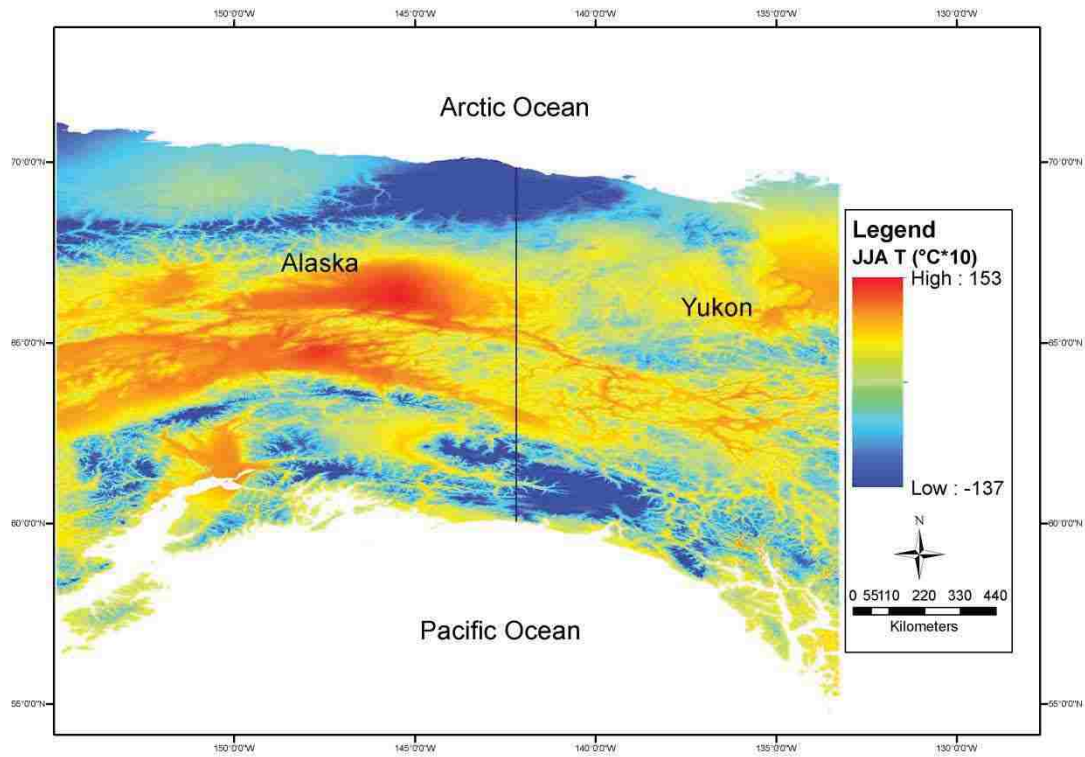 150°0'0"W 145°0'0"W 140°0'0"W 135°0'0"W 130°0'0"W
Arctic Ocean
70°0'0"N 70°0'0"N
Legend
JJA T (°C*10)
High : 153
Low : -137
Alaska
Yukon
65°0'0"N 65°0'0"N
60°0'0"N 60°0'0"N
N
0 55110 220 330 440
Kilometers
Pacific Ocean
55°0'0"N 55°0'0"N
150°0'0"W 145°0'0"W 140°0'0"W 135°0'0"W 130°0'0"W